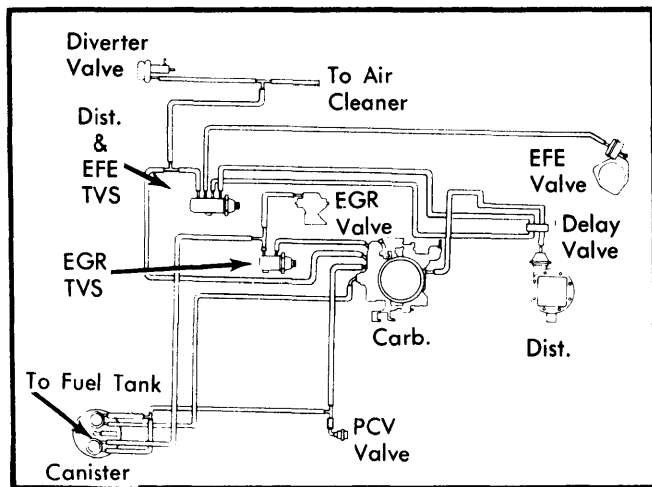 Diverter
Valve
To Air
Cleaner
Dist.
&
EFE
TVS
EFE
Valve
EGR
Valve
Delay
Valve
EGR
TVS
Carb.
Dist.
To Fuel Tank
PCV
Valve
Canister